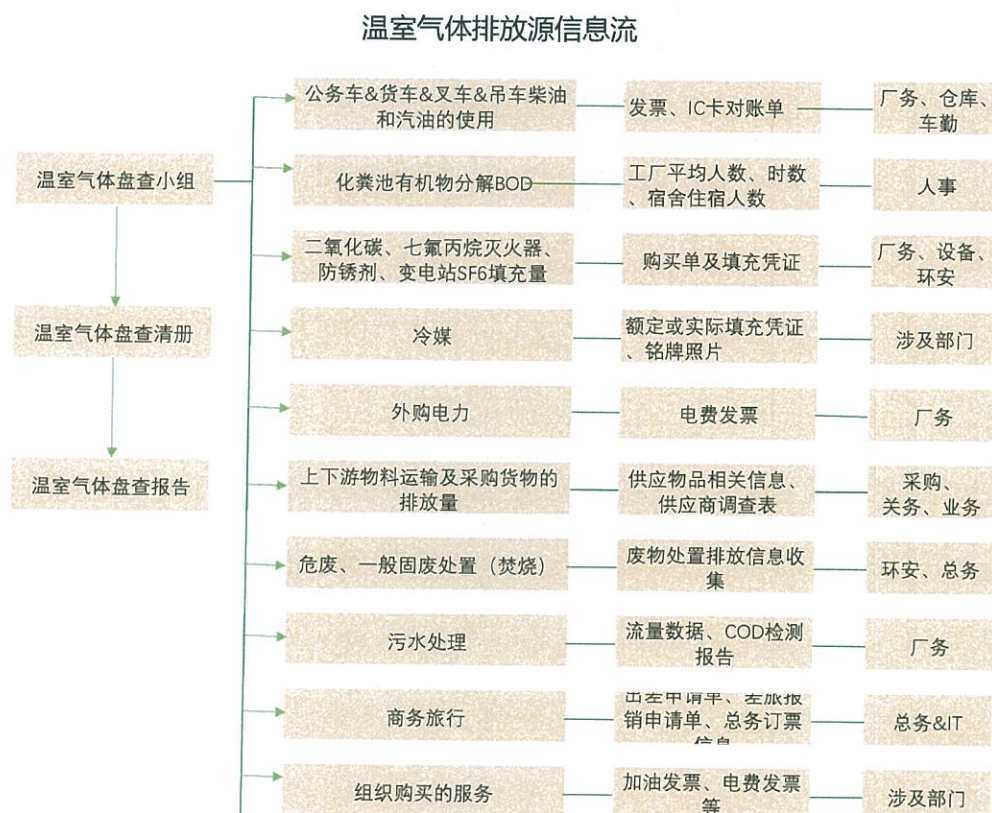 温室气体排放源信息流
公务车&货车&叉车&吊车柴油
和汽油的使用
发票、IC卡对账单
厂务、仓库、
车勤
温室气体盘查小组
化粪池有机物分解BOD
工厂平均人数、时数
、宿舍住宿人数
人事
二氧化碳、七氟丙烷灭火器、
防锈剂、变电站SF6填充量
购买单及填充凭证
厂务、设备、
环安
温室气体盘查清册
冷媒
额定或实际填充凭证
、铭牌照片
涉及部门
外购电力
电费发票
厂务
温室气体盘查报告
上下游物料运输及采购货物的
排放量
供应物品相关信息、
供应商调查表
采购、
关务、业务
危废、一般固废处置（焚烧）
废物处置排放信息收
集
环安、总务
污水处理
流量数据、COD检测
报告
厂务
商务旅行
出差申请单、差旅报
销申请单、总务订票
信息
总务&IT
组织购买的服务
加油发票、电费发票
等
涉及部门